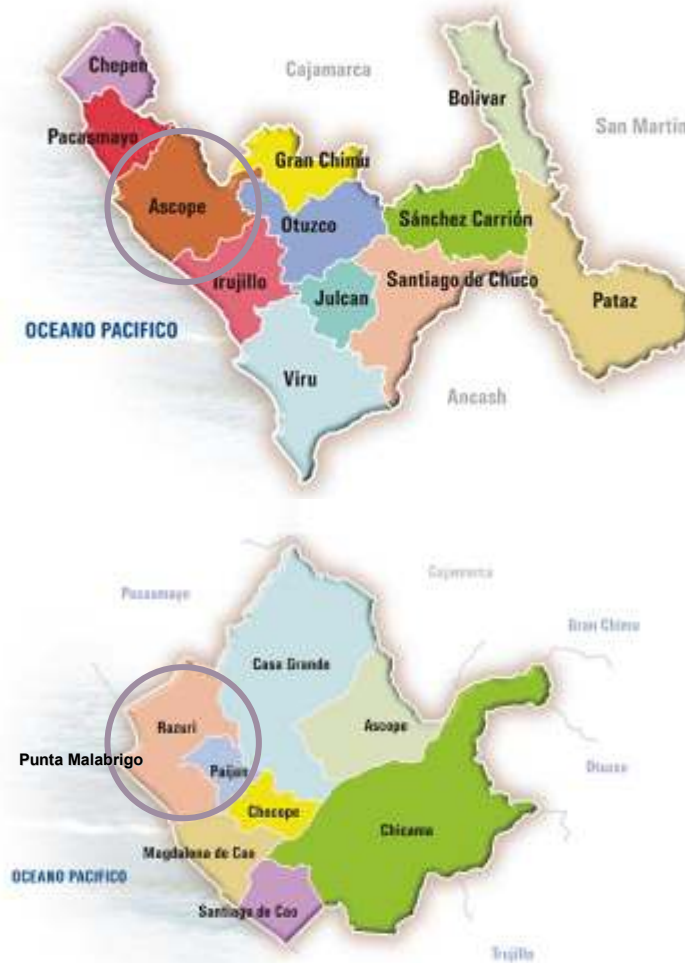 Chepen
Cajamarca
Bolivar
San Martin
Pacasmayo
Gran Chimu
Ascope
Otuzco
Sánchez Carrión
Trujillo
Julcan
Santiago de Chuco
Pataz
OCEANO PACIFICO
Viru
Ancash
Pacasmayo
Cajamarca
Gran Chimu
Casa Grande
Razuri
Ascope
Punta Malabrigo
Paijan
Otuzco
Chocope
Chicama
Magdalena de Cao
OCEANO PACIFICO
Santiago de Cao
Trujillo